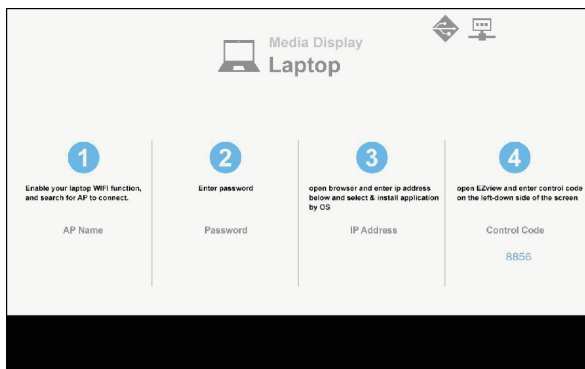 Media Display
Laptop
1
Enable your laptop WIFI function,
and search for AP to connect.
AP Name
2
Enter password
Password
3
open browser and enter ip address
below and select & install application
by OS
IP Address
4
open EZview and enter control code
on the left-down side of the screen
Control Code
8856